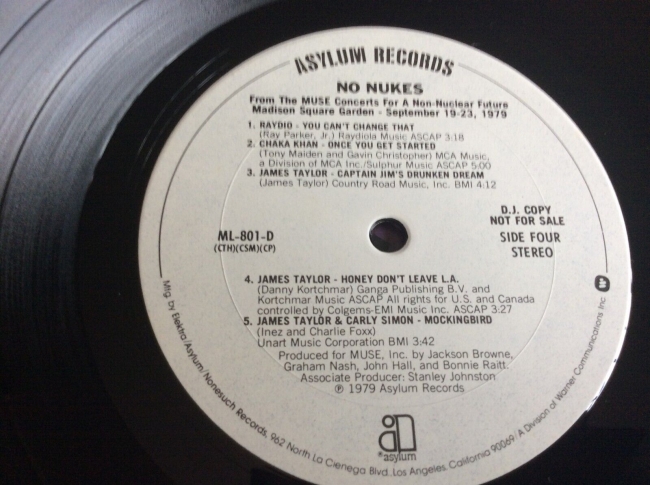 ASYLUM RECORDS
NO NUKES
From The MUSE Concerts For A Non-Nuclear Future
Madison Square Garden - September 19-23, 1979
1. RAYDIO - YOU CAN'T CHANGE THAT
(Ray Parker, Jr.) Raydiola Music ASCAP 3:18
2. CHAKA KHAN - ONCE YOU GET STARTED
(Tony Maiden and Gavin Christopher) MCA Music,
a Division of MCA Inc./Sulphur Music ASCAP 5:00
3. JAMES TAYLOR - CAPTAIN JIM'S DRUNKEN DREAM
(James Taylor) Country Road Music, Inc. BMI 4:12
D.J. COPY
NOT FOR SALE
ML-801-D
(CTH)(CSM)(CP)
SIDE FOUR
STEREO
4. JAMES TAYLOR - HONEY DON'T LEAVE L.A.
(Danny Kortchmar) Ganga Publishing B.V. and
Kortchmar Music ASCAP All rights for U.S. and Canada
controlled by Colgems-EMI Music Inc. ASCAP 3:27
5. JAMES TAYLOR & CARLY SIMON - MOCKINGBIRD
(Inez and Charlie Foxx)
Unart Music Corporation BMI 3:42
Produced for MUSE, Inc. by Jackson Browne,
Graham Nash, John Hall, and Bonnie Raitt.
Associate Producer: Stanley Johnston
℗ 1979 Asylum Records
asylum
Mfg. by Elektra/Asylum/Nonesuch Records, 962 North La Cienega Blvd., Los Angeles, California 90069/A Division of Warner Communications Inc.